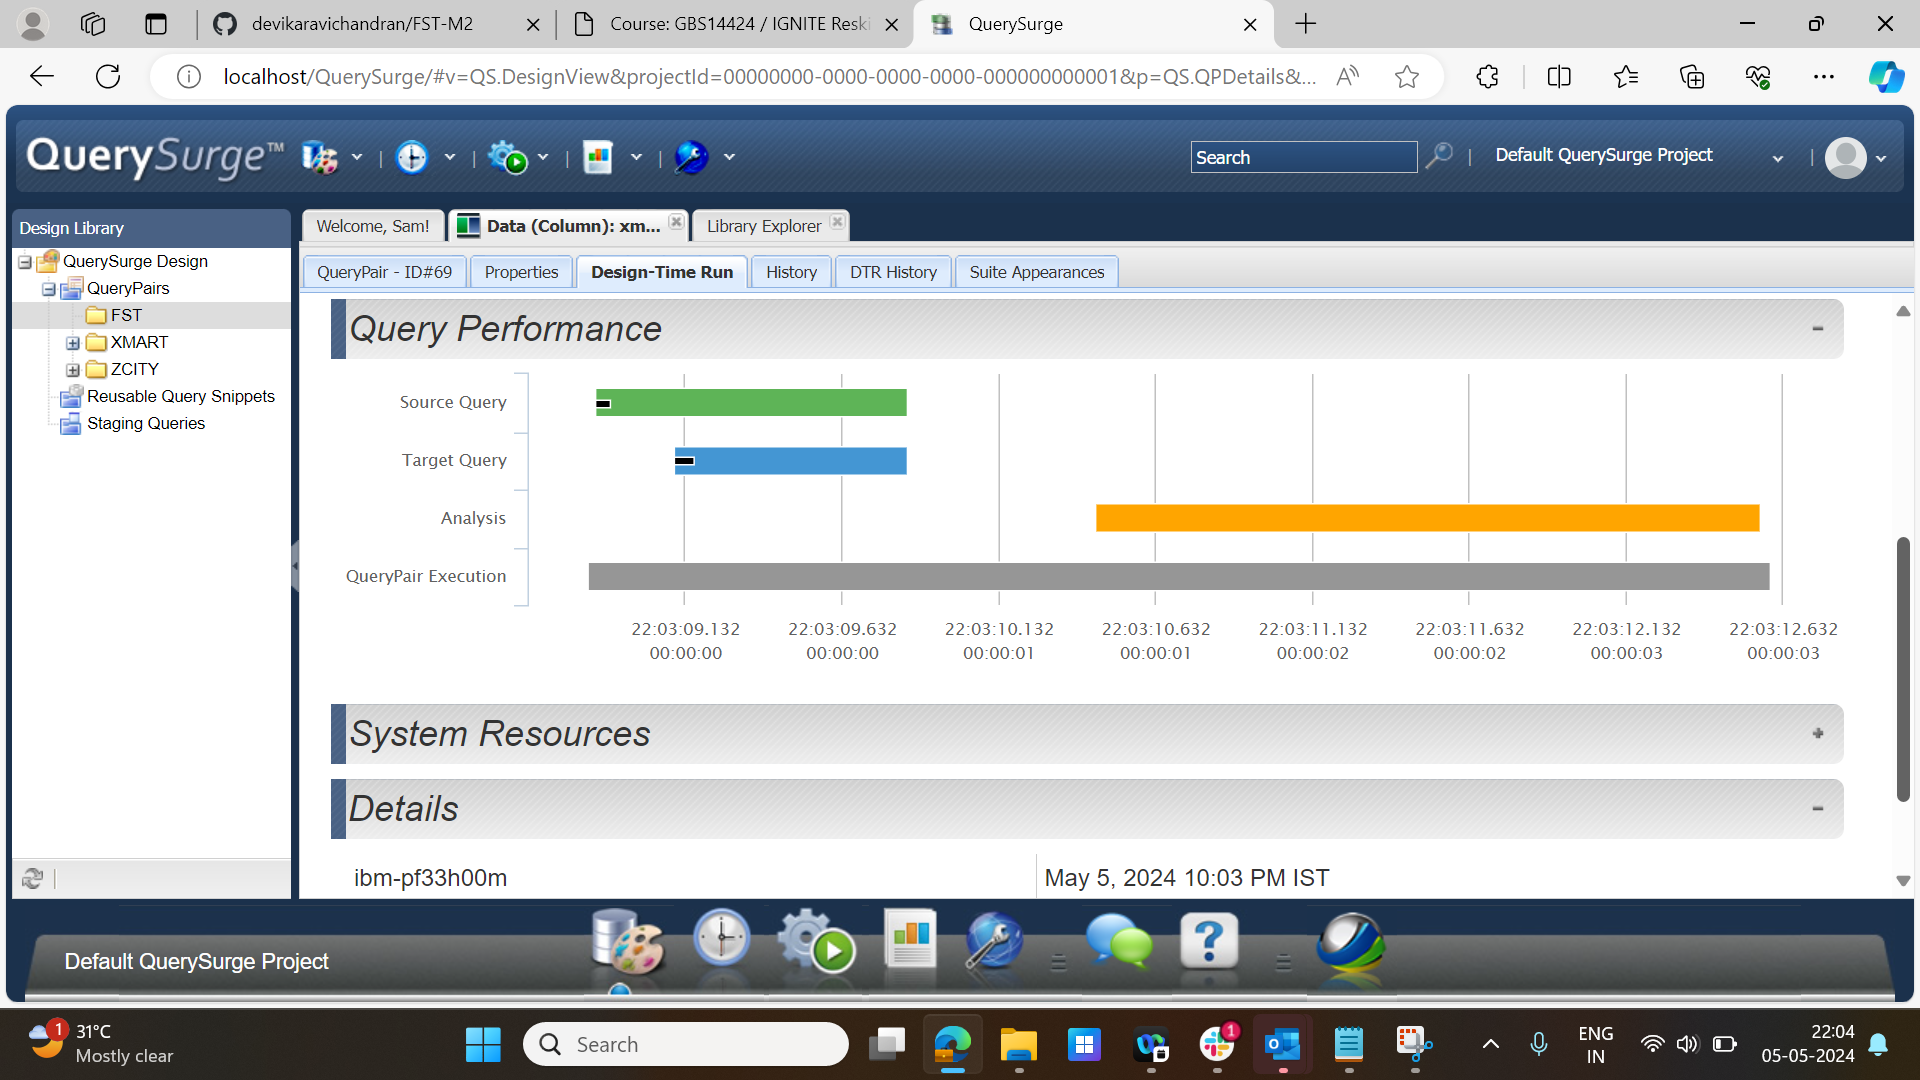 devikaravichandran/FST-M2
Course: GBS14424 / IGNITE Reski
QuerySurge
localhost/QuerySurge/#v=QS.DesignView&projectId=00000000-0000-0000-0000-000000000001&p=QS.QPDetails&...
QuerySurge™
Search
Default QuerySurge Project
Design Library
Welcome, Sam!
Data (Column): xm...
Library Explorer
QuerySurge Design
QueryPairs
FST
XMART
ZCITY
Reusable Query Snippets
Staging Queries
QueryPair - ID#69
Properties
Design-Time Run
History
DTR History
Suite Appearances
Query Performance
Source Query
Target Query
Analysis
QueryPair Execution
22:03:09.132 22:03:09.632 22:03:10.132 22:03:10.632 22:03:11.132 22:03:11.632 22:03:12.132 22:03:12.632
00:00:00 00:00:00 00:00:01 00:00:01 00:00:02 00:00:02 00:00:03 00:00:03
System Resources
Details
ibm-pf33h00m
May 5, 2024 10:03 PM IST
Default QuerySurge Project
1
31°C
Mostly clear
Search
1
ENG
IN
22:04
05-05-2024